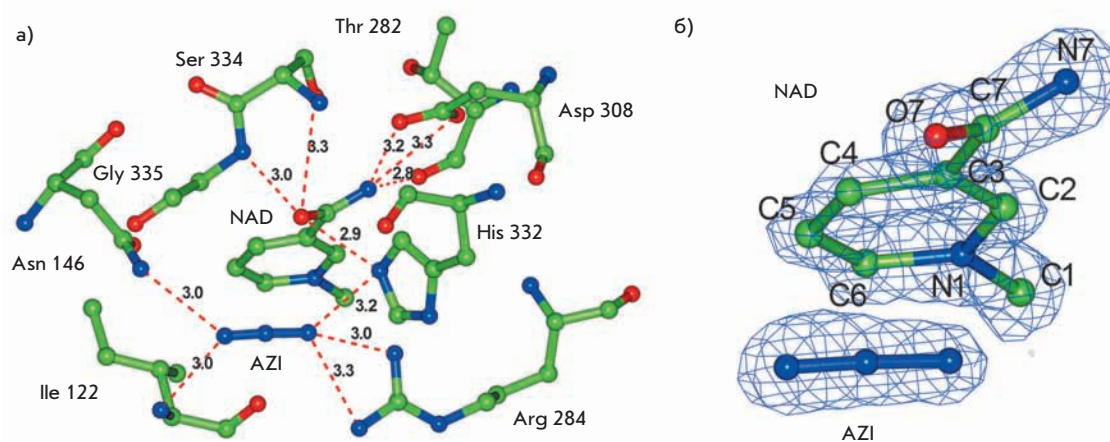 а)
Thr 282
Ser 334
Asp 308
3.2
3.3
3.3
2.8
3.0
Gly 335
NAD
2.9
His 332
Asn 146
3.0
3.2
3.0
AZI
3.0
3.3
Ile 122
Arg 284
б)
NAD
N7
C7
O7
C4
C3
C2
C5
N1
C1
C6
AZI